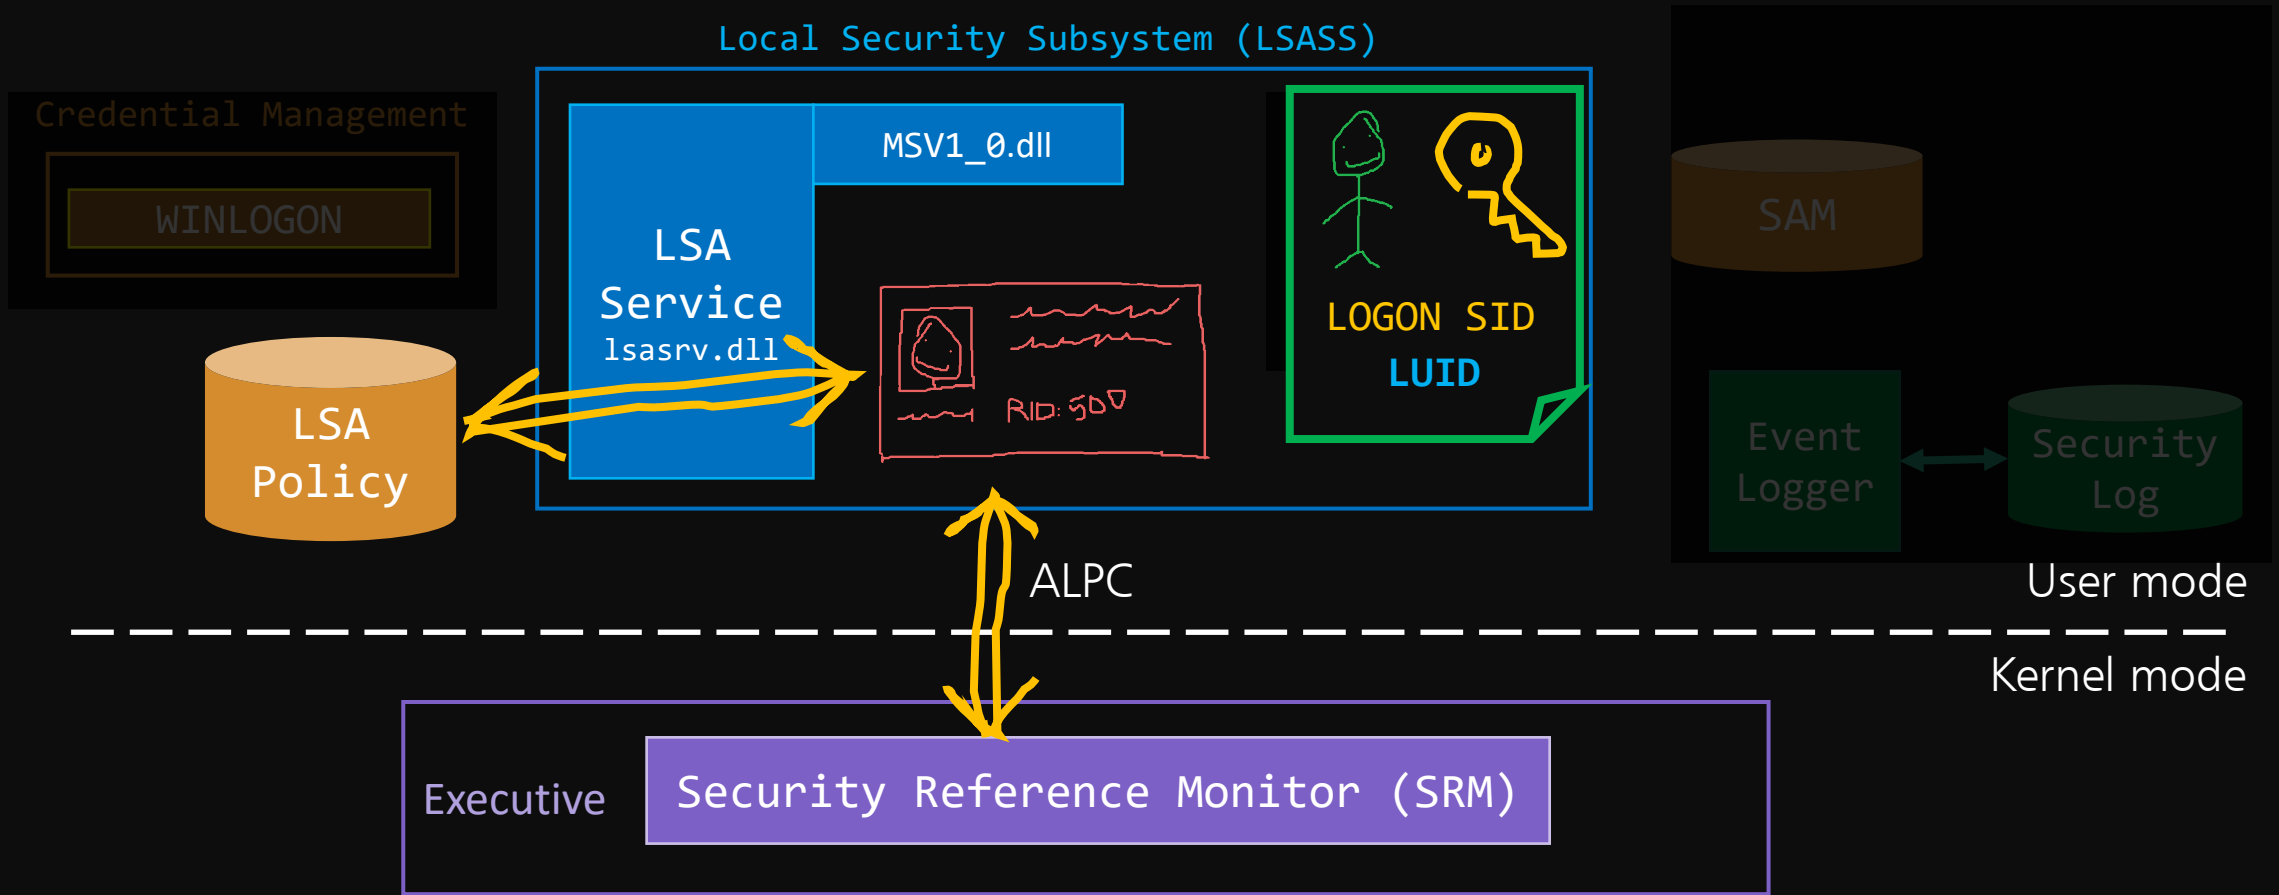 Local Security Subsystem (LSASS)
Credential Management
WINLOGON
LSA
Service
lsasrv.dll
MSV1_0.dll
RID: 500
LOGON SID
LUID
SAM
LSA
Policy
Event
Logger
Security
Log
ALPC
User mode
Kernel mode
Executive
Security Reference Monitor (SRM)